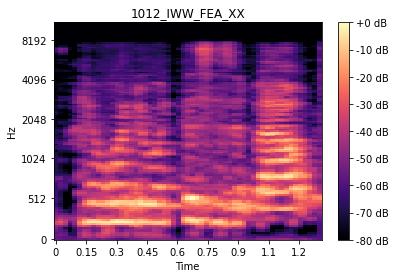 1012_IWW_FEA_XX
+0 dB
8192
-10 dB
4096
-20 dB
-30 dB
2048
Hz
-40 dB
1024
-50 dB
512
-60 dB
-70 dB
0
-80 dB
0 0.15 0.3 0.45 0.6 0.75 0.9 1.1 1.2
Time